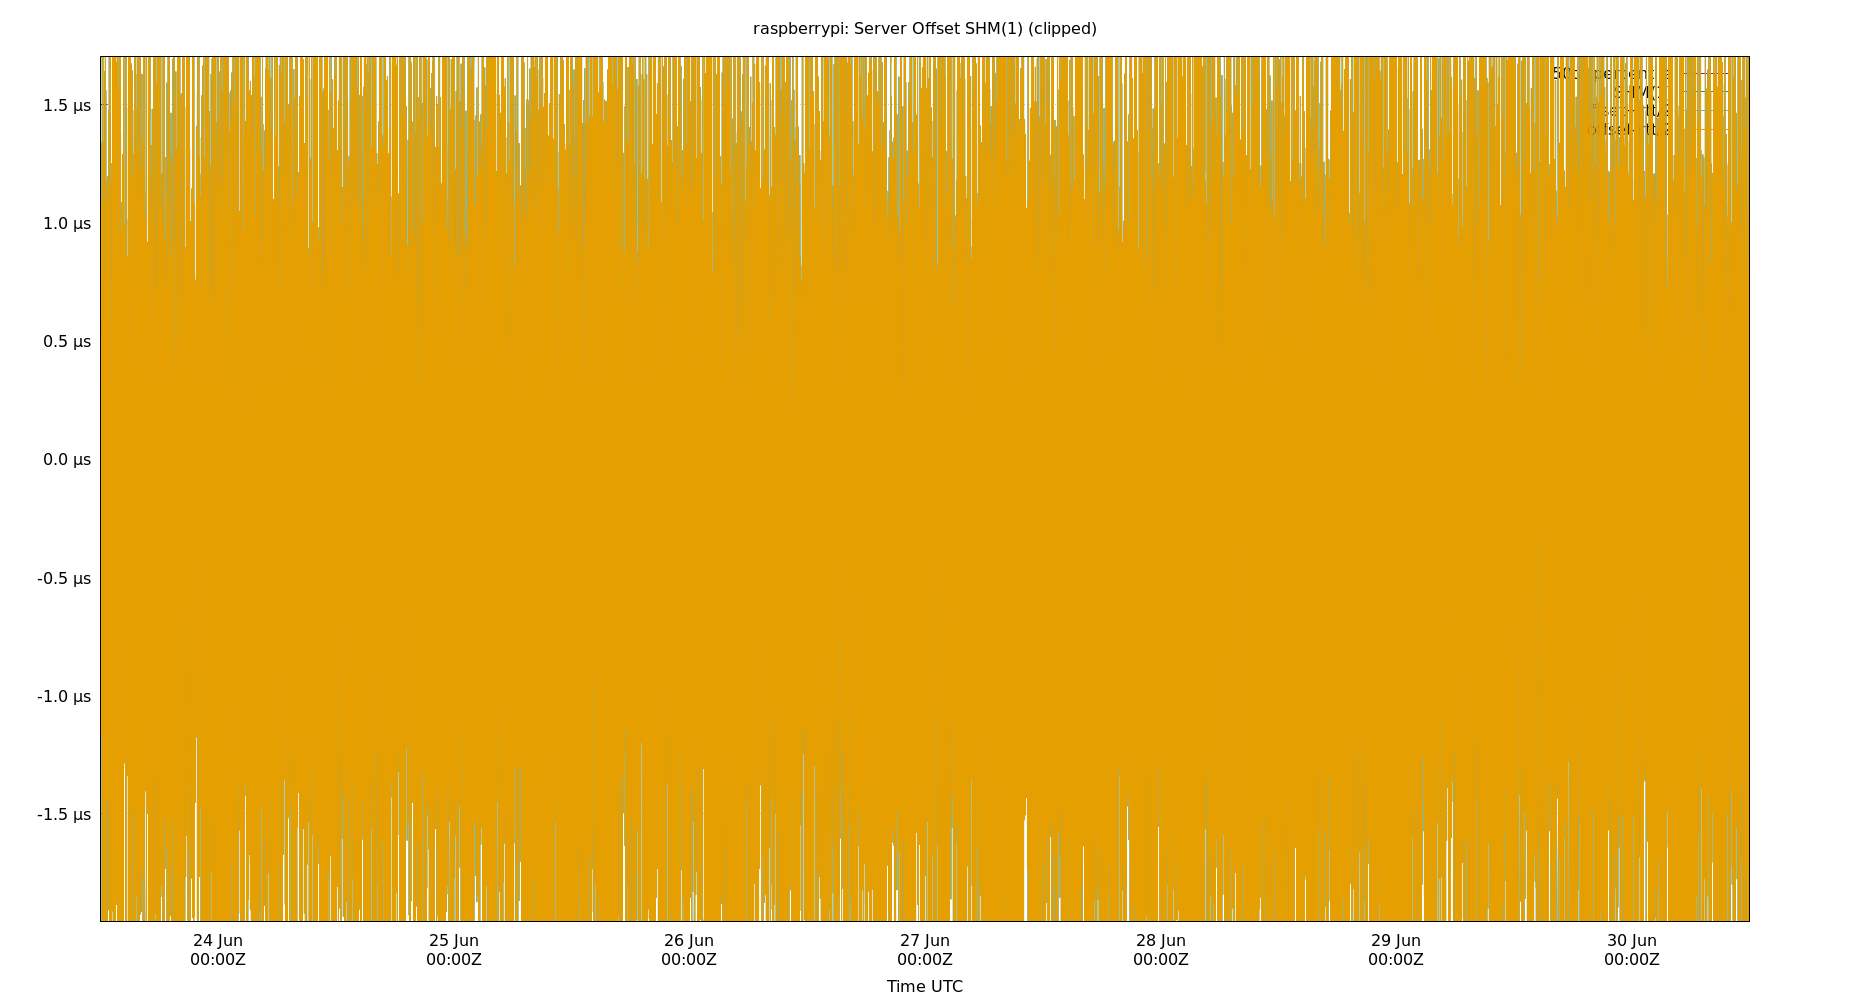 raspberrypi: Server Offset SHM(1) (clipped)
1.5 µs
1.0 µs
0.5 µs
0.0 µs
-0.5 µs
-1.0 µs
-1.5 µs
24 Jun 25 Jun 26 Jun 27 Jun 28 Jun 29 Jun 30 Jun
00:00Z 00:00Z 00:00Z 00:00Z 00:00Z 00:00Z 00:00Z
Time UTC